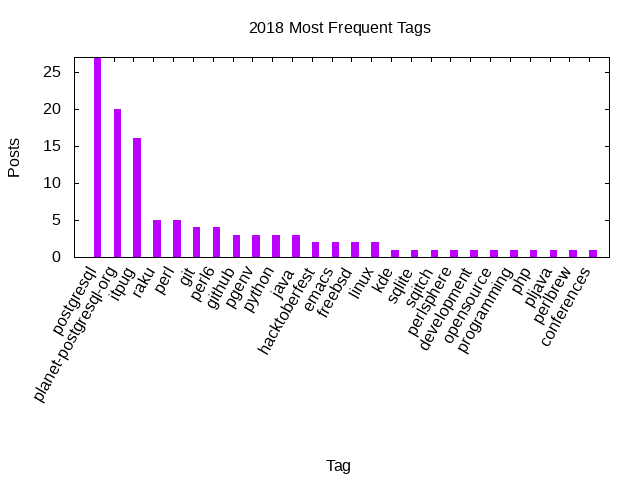 2018 Most Frequent Tags
Posts
25
20
15
10
5
0
postgresql
planet-postgresql-org
itpug
raku
perl
git
perl6
github
pgenv
python
java
hacktoberfest
emacs
freebsd
linux
kde
sqlite
sqitch
perlsphere
development
opensource
programming
php
pljava
perlbrew
conferences
Tag